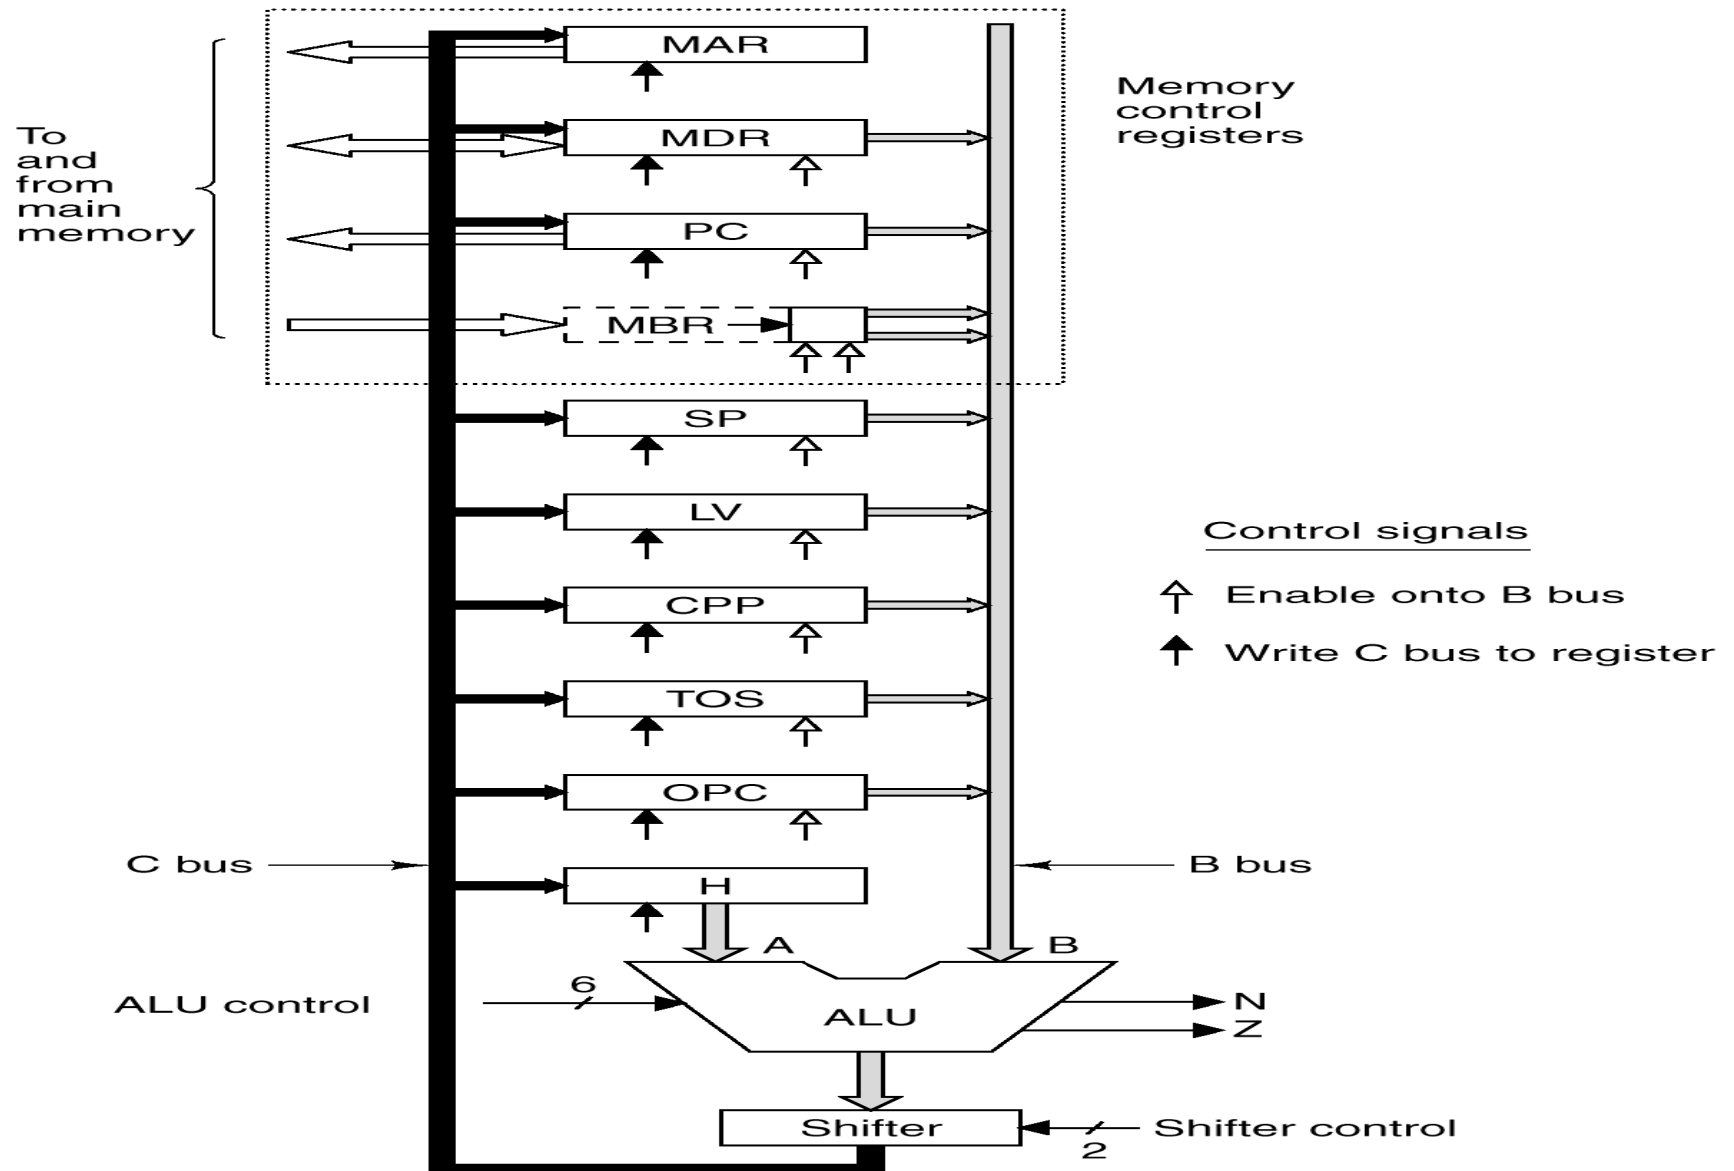 MAR
To
and
from
main
memory
Memory
control
registers
MDR
PC
MBR
SP
LV
Control signals
Enable onto B bus
CPP
Write C bus to register
TOS
OPC
C bus
B bus
H
A
B
6
ALU control
ALU
N
Z
Shifter
Shifter control
2